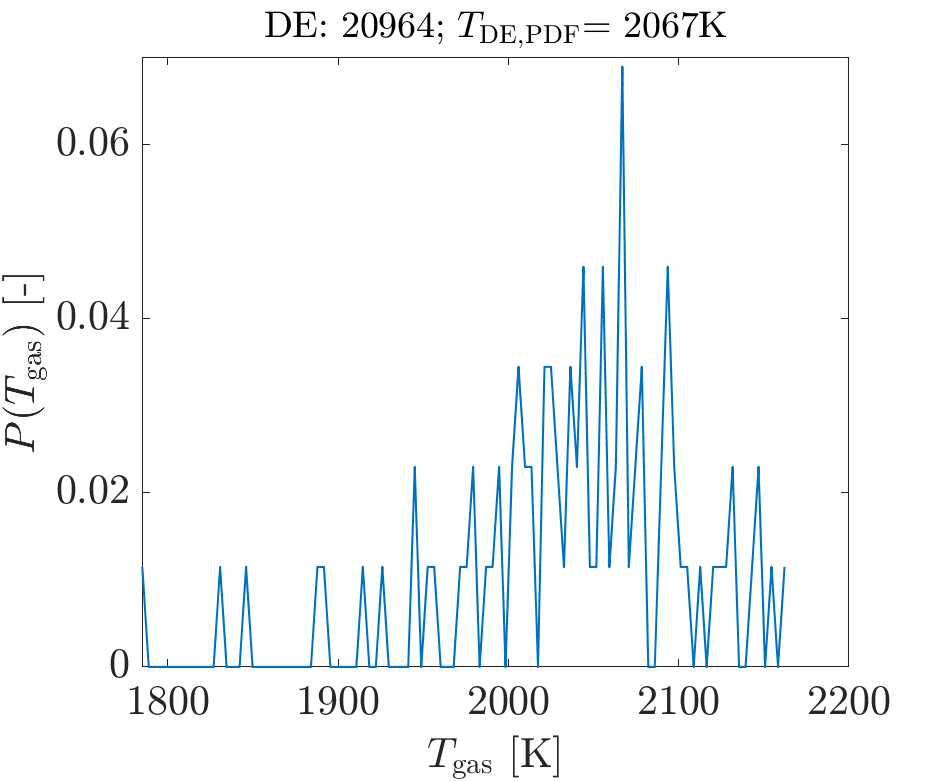 DE: 20964; T_DE,PDF= 2067K
0.06
0.04
0.02
0
P(T_gas) [-]
1800 1900 2000 2100 2200
T_gas [K]